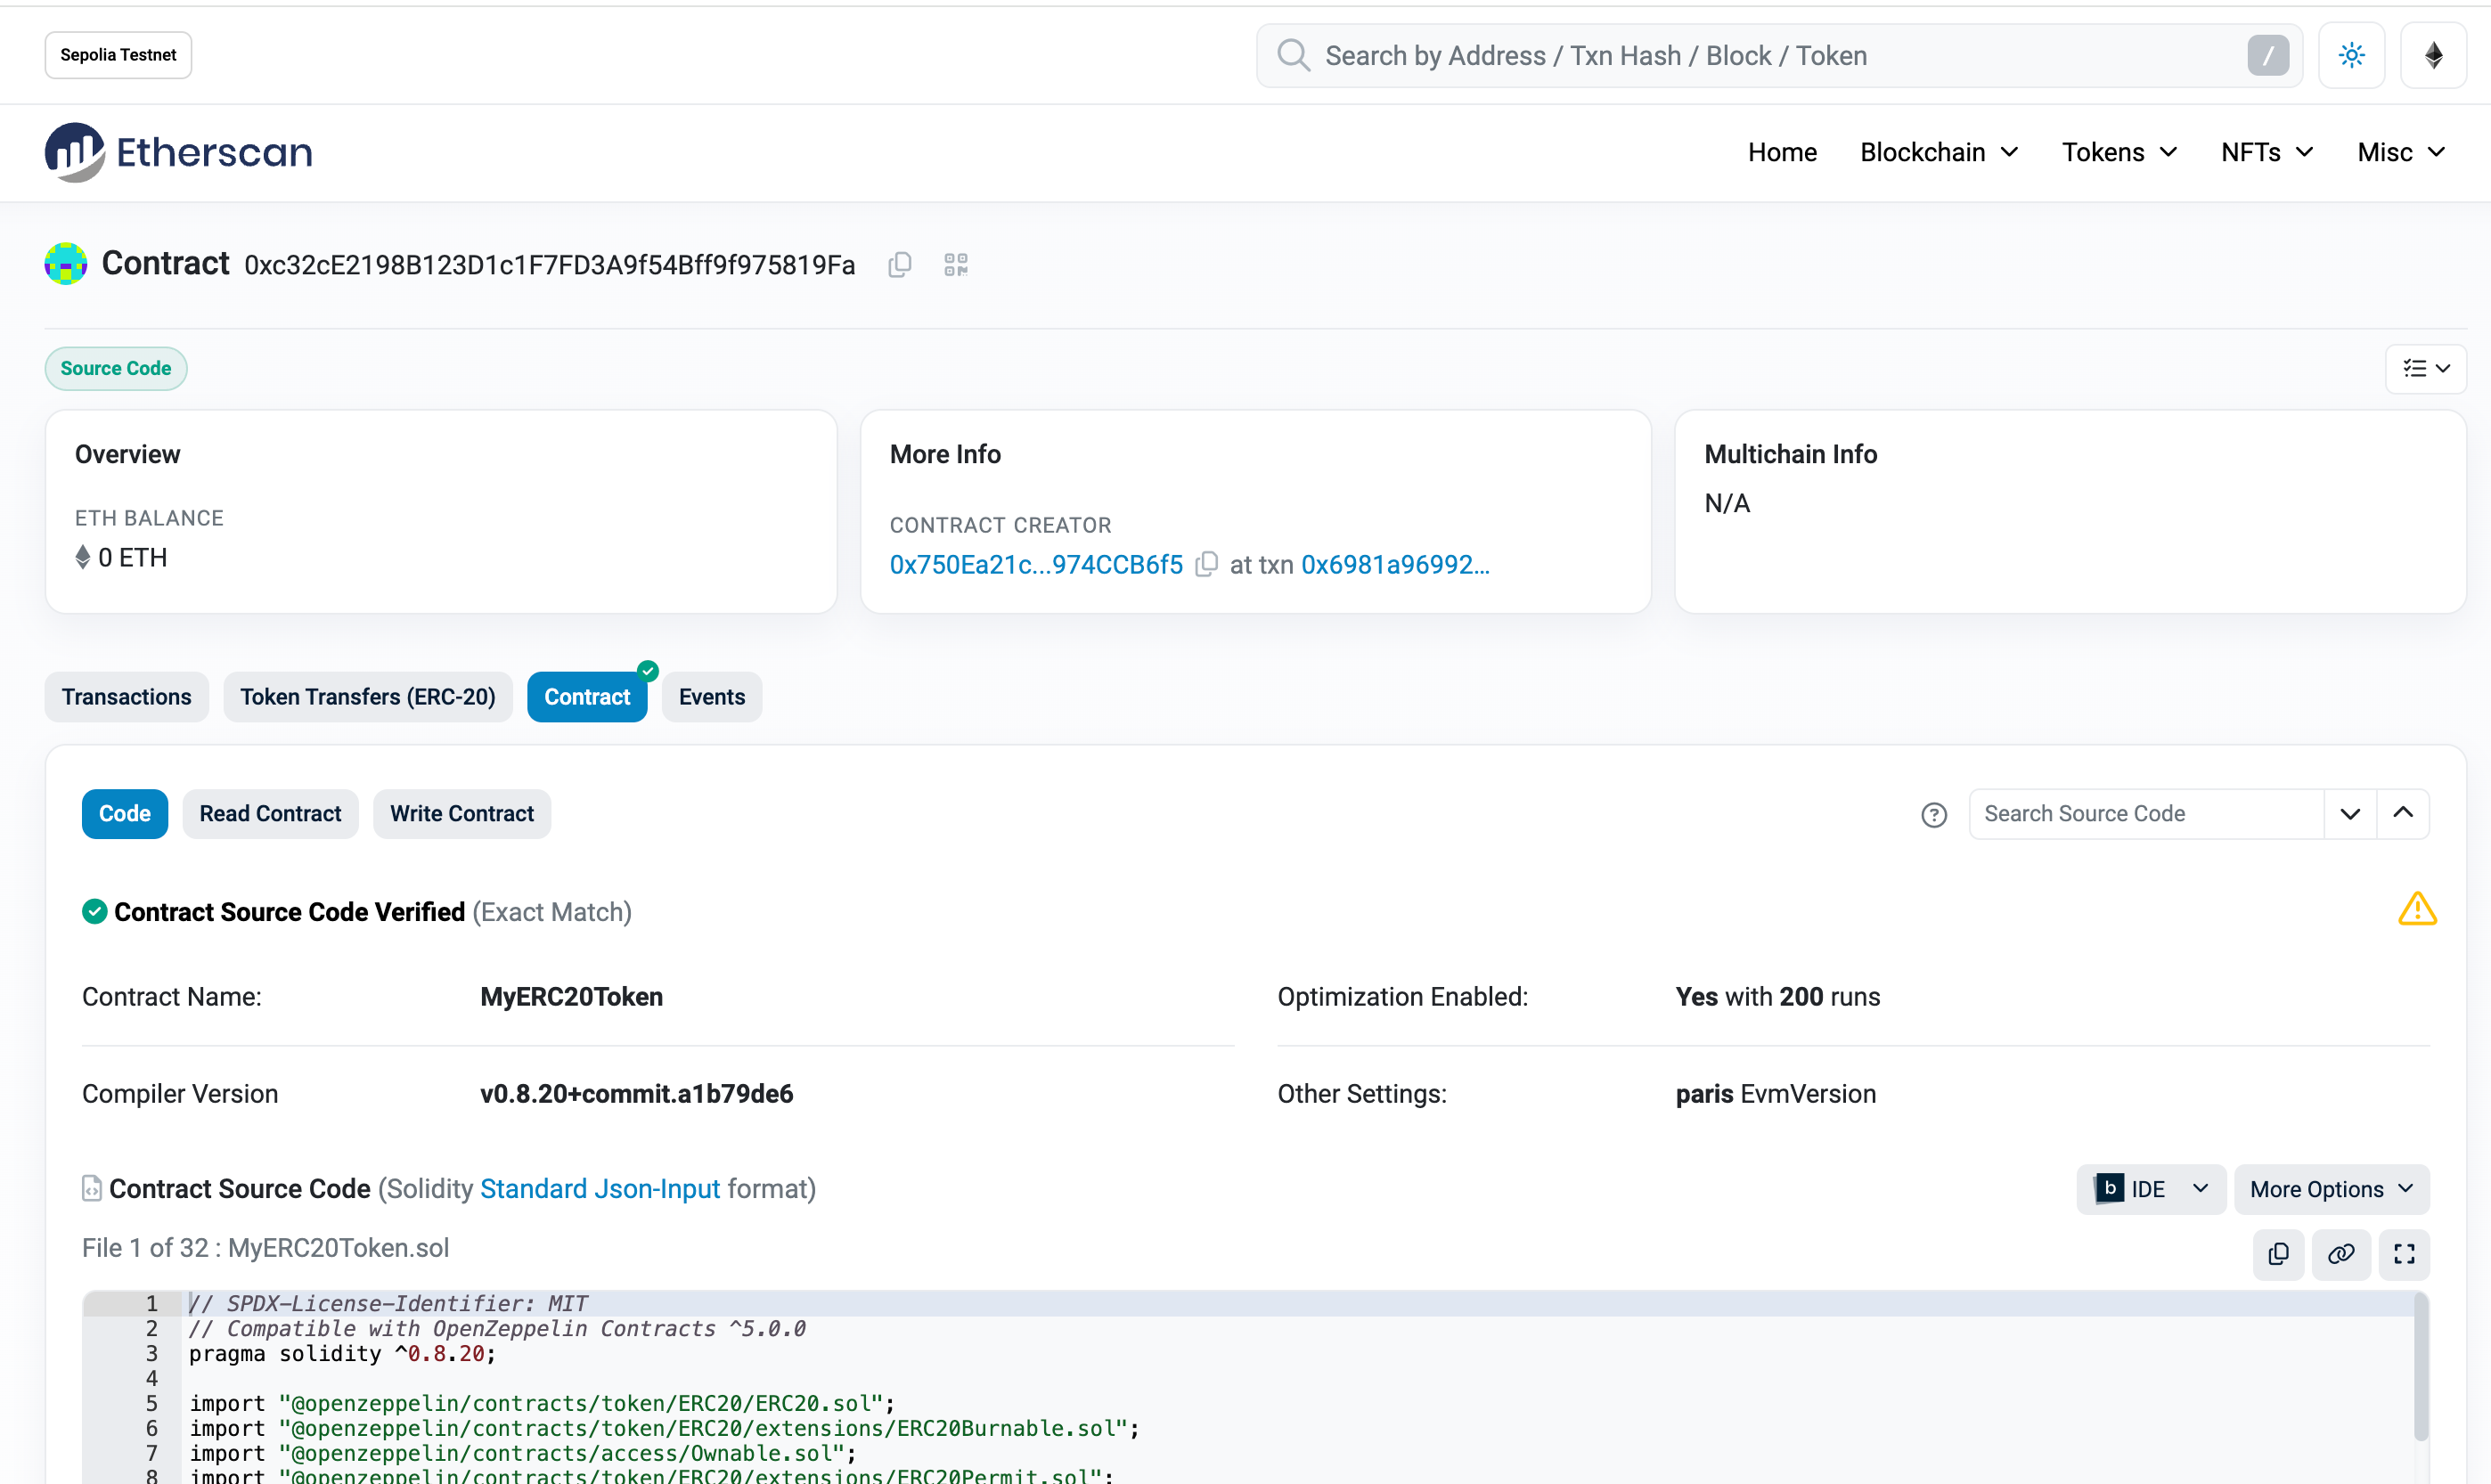 Sepolia Testnet
Search by Address / Txn Hash / Block / Token
/
Etherscan
Home
Blockchain
Tokens
NFTs
Misc
Contract 0xc32cE2198B123D1c1F7FD3A9f54Bff9f975819Fa
Source Code
Overview
ETH BALANCE
0 ETH
More Info
CONTRACT CREATOR
0x750Ea21c...974CCB6f5 at txn 0x6981a96992...
Multichain Info
N/A
Transactions
Token Transfers (ERC-20)
Contract
Events
Code
Read Contract
Write Contract
?
Search Source Code
Contract Source Code Verified (Exact Match)
Contract Name: MyERC20Token
Optimization Enabled: Yes with 200 runs
Compiler Version v0.8.20+commit.a1b79de6
Other Settings: paris EvmVersion
Contract Source Code (Solidity Standard Json-Input format)
b IDE
More Options
File 1 of 32 : MyERC20Token.sol
1 // SPDX-License-Identifier: MIT
2 // Compatible with OpenZeppelin Contracts ^5.0.0
3 pragma solidity ^0.8.20;
4
5 import "@openzeppelin/contracts/token/ERC20/ERC20.sol";
6 import "@openzeppelin/contracts/token/ERC20/extensions/ERC20Burnable.sol";
7 import "@openzeppelin/contracts/access/Ownable.sol";
8 import "@openzeppelin/contracts/token/ERC20/extensions/ERC20Permit.sol";